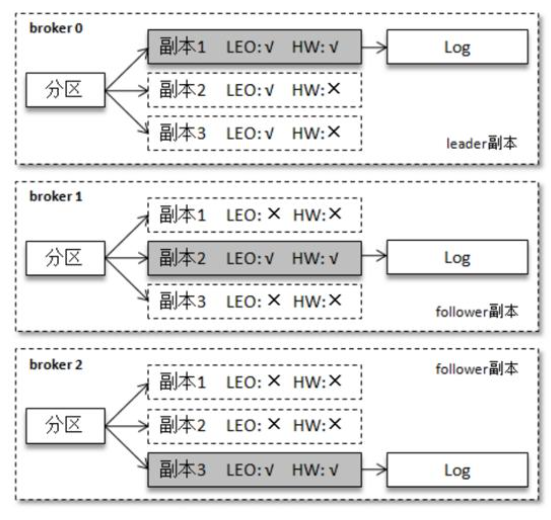 broker 0
副本1 LEO:√ HW:√
Log
分区
副本2 LEO:√ HW:×
副本3 LEO:√ HW:×
leader副本
broker 1
副本1 LEO: × HW:×
分区
副本2 LEO:√ HW:√
Log
副本3 LEO: × HW:×
follower副本
broker 2
follower副本
副本1 LEO: × HW:×
分区
副本2 LEO: × HW:×
副本3 LEO:√ HW:√
Log